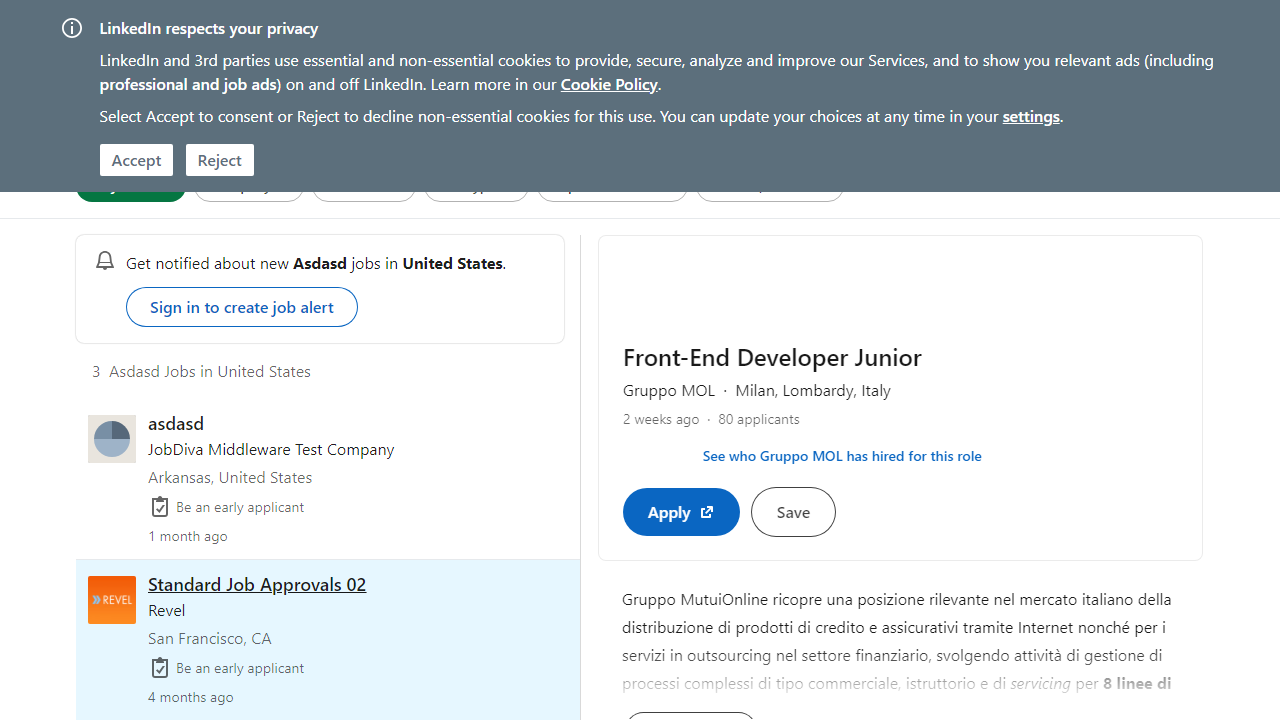 LinkedIn respects your privacy
LinkedIn and 3rd parties use essential and non-essential cookies to provide, secure, analyze and improve our Services, and to show you relevant ads (including
professional and job ads) on and off LinkedIn. Learn more in our Cookie Policy.
Select Accept to consent or Reject to decline non-essential cookies for this use. You can update your choices at any time in your settings.
Accept Reject
Get notified about new Asdasd jobs in United States.
Sign in to create job alert
3 Asdasd Jobs in United States
asdasd
JobDiva Middleware Test Company
Arkansas, United States
Be an early applicant
1 month ago
REVEL
Standard Job Approvals 02
Revel
San Francisco, CA
Be an early applicant
4 months ago
Front-End Developer Junior
Gruppo MOL · Milan, Lombardy, Italy
2 weeks ago · 80 applicants
See who Gruppo MOL has hired for this role
Apply Save
Gruppo MutuiOnline ricopre una posizione rilevante nel mercato italiano della
distribuzione di prodotti di credito e assicurativi tramite Internet nonché per i
servizi in outsourcing nel settore finanziario, svolgendo attività di gestione di
processi complessi di tipo commerciale, istruttorio e di servicing per 8 linee di